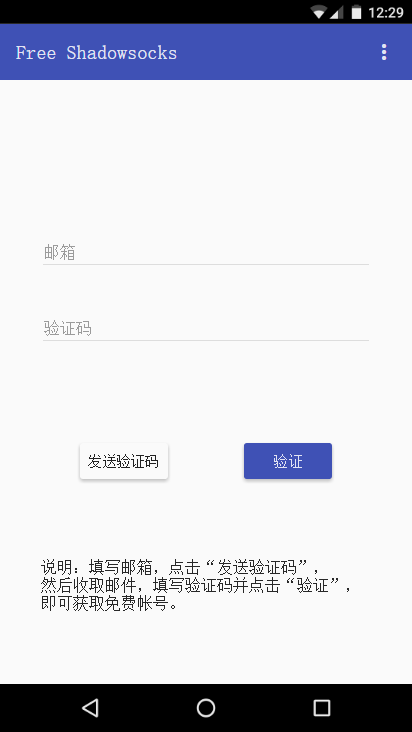 12:29
Free Shadowsocks
邮箱
验证码
发送验证码
验证
说明：填写邮箱，点击“发送验证码”，
然后收取邮件，填写验证码并点击“验证”，
即可获取免费帐号。